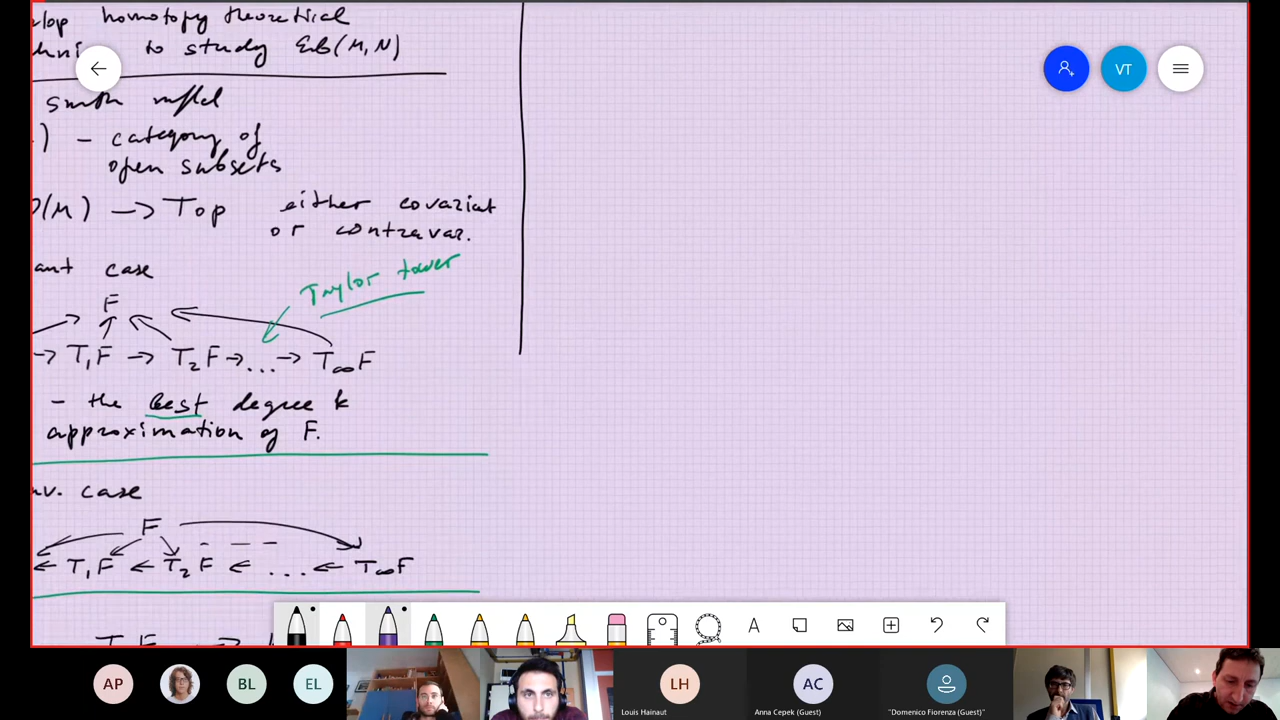 elop homotopy theoretical
to study Emb(M, N)
smooth mfld
) - category of
open subsets
O(M) → Top either covariant
or contravar.
ant case
Taylor tower
F
→ T₁F → T₂F → ... → T∞F
- the best degree k
approximation of F.
nv. case
F
← T₁F ← T₂F ← ... ← T∞F
VT
A
AP
BL
EL
LH
Louis Hainaut
AC
Anna Cepek (Guest)
"Domenico Fiorenza (Guest)"